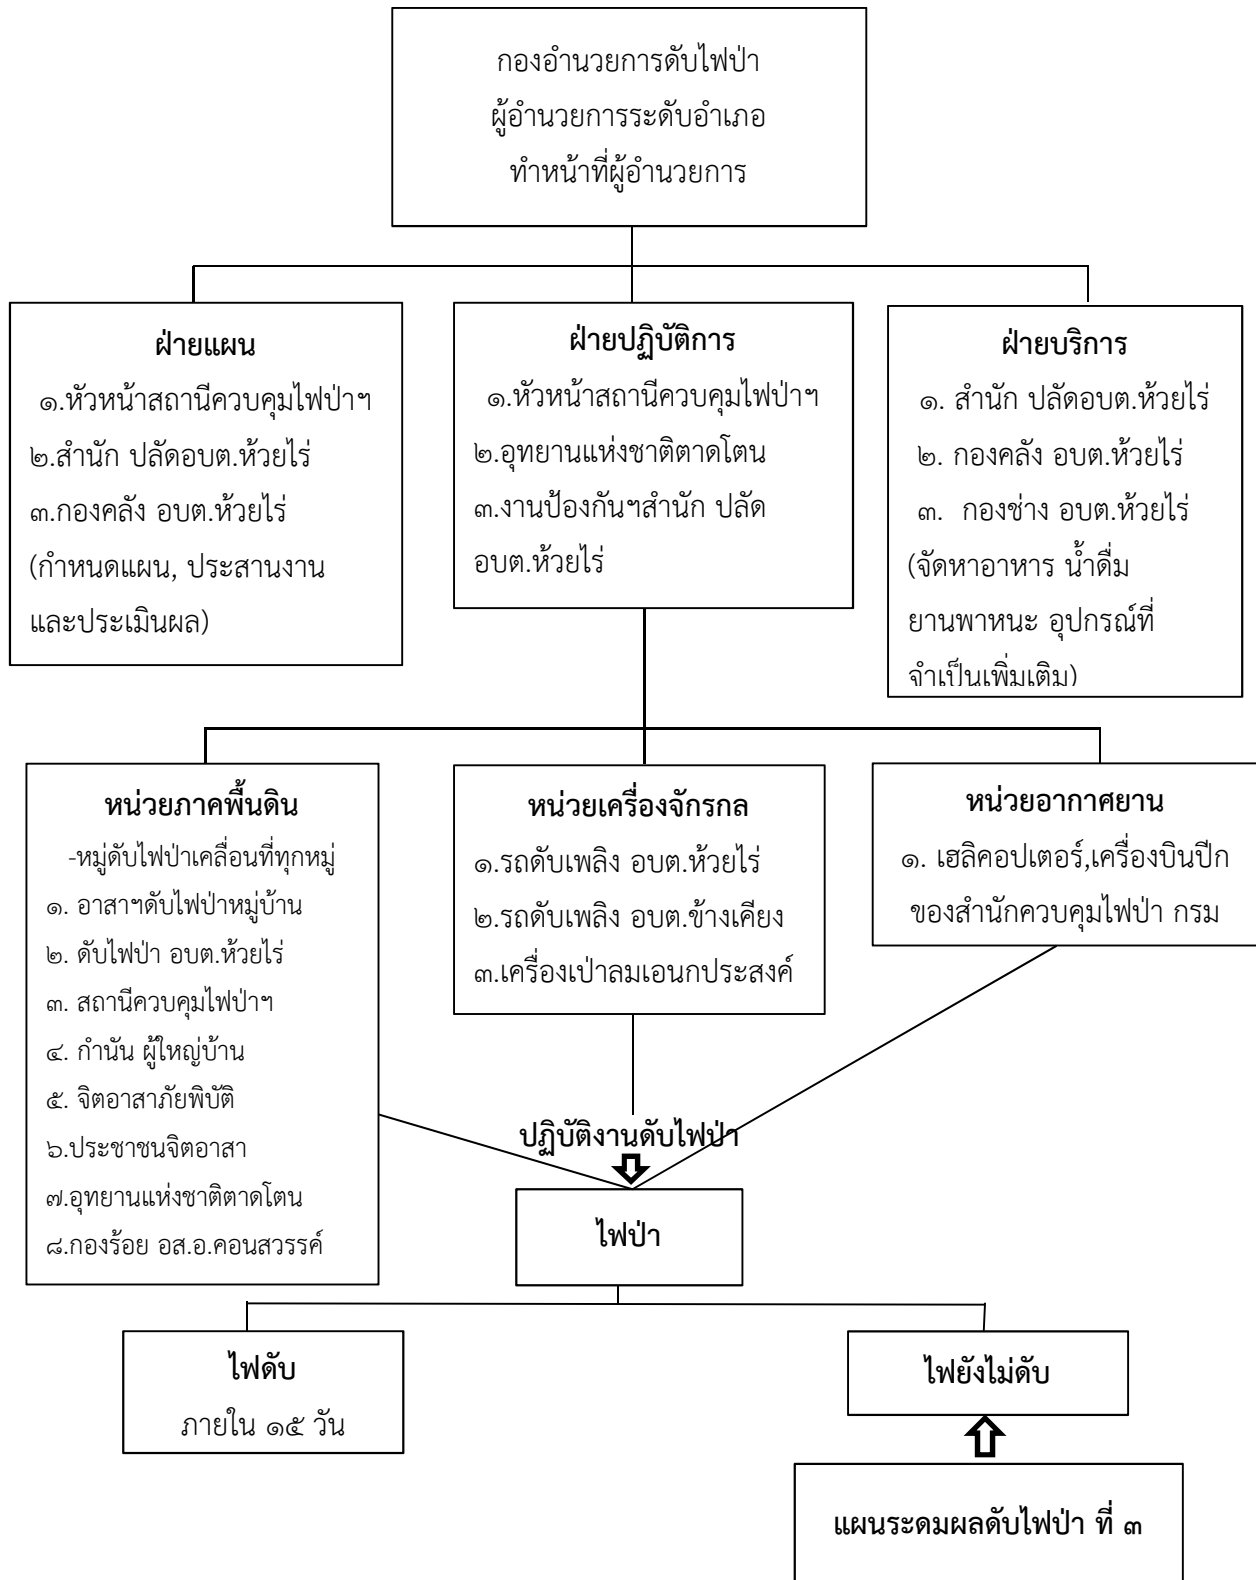 กองอำนวยการดับไฟป่า
ผู้อำนวยการระดับอำเภอ
ทำหน้าที่ผู้อำนวยการ
ฝ่ายแผน
๑.หัวหน้าสถานีควบคุมไฟป่าฯ
๒.สำนัก ปลัดอบต.ห้วยไร่
๓.กองคลัง อบต.ห้วยไร่
(กำหนดแผน, ประสานงาน
และประเมินผล)
ฝ่ายปฏิบัติการ
๑.หัวหน้าสถานีควบคุมไฟป่าฯ
๒.อุทยานแห่งชาติตาดโตน
๓.งานป้องกันฯสำนัก ปลัด
อบต.ห้วยไร่
ฝ่ายบริการ
๑. สำนัก ปลัดอบต.ห้วยไร่
๒. กองคลัง อบต.ห้วยไร่
๓. กองช่าง อบต.ห้วยไร่
(จัดหาอาหาร น้ำดื่ม
ยานพาหนะ อุปกรณ์ที่
จำเป็นเพิ่มเติม)
หน่วยภาคพื้นดิน
-หมู่ดับไฟป่าเคลื่อนที่ทุกหมู่
๑. อาสาฯดับไฟป่าหมู่บ้าน
๒. ดับไฟป่า อบต.ห้วยไร่
๓. สถานีควบคุมไฟป่าฯ
๔. กำนัน ผู้ใหญ่บ้าน
๕. จิตอาสาภัยพิบัติ
๖.ประชาชนจิตอาสา
๗.อุทยานแห่งชาติตาดโตน
๘.กองร้อย อส.อ.คอนสวรรค์
หน่วยเครื่องจักรกล
๑.รถดับเพลิง อบต.ห้วยไร่
๒.รถดับเพลิง อบต.ข้างเคียง
๓.เครื่องเป่าลมเอนกประสงค์
หน่วยอากาศยาน
๑. เฮลิคอปเตอร์,เครื่องบินปีก
ของสำนักควบคุมไฟป่า กรม
ปฏิบัติงานดับไฟป่า
ไฟป่า
ไฟดับ
ภายใน ๑๕ วัน
ไฟยังไม่ดับ
แผนระดมผลดับไฟป่า ที่ ๓